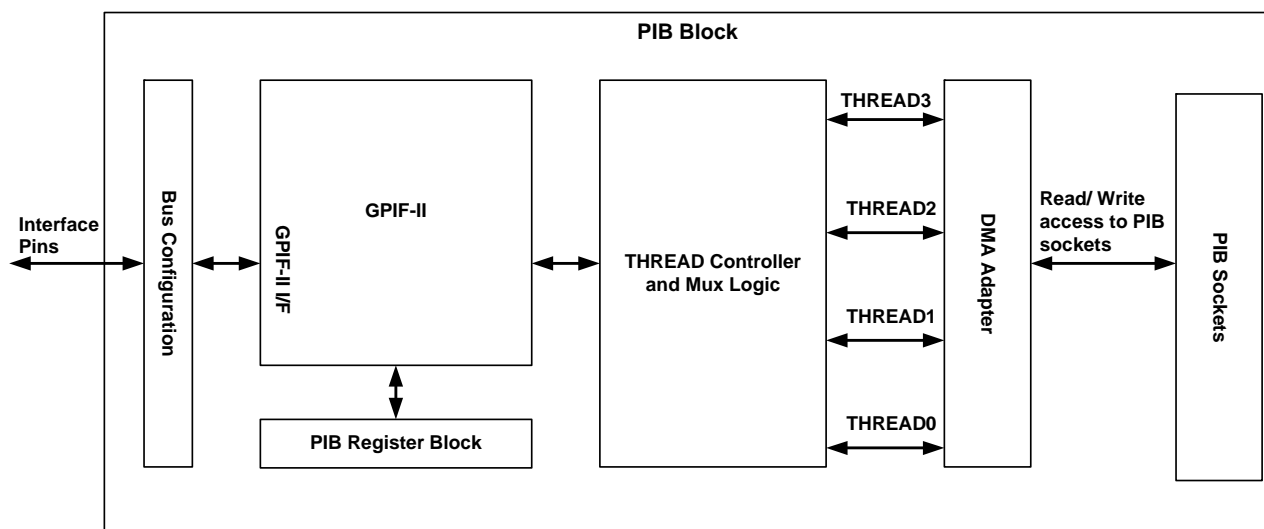 PIB Block
Interface
Pins
Bus Configuration
GPIF-II I/F
GPIF-II
PIB Register Block
THREAD Controller
and Mux Logic
THREAD3
THREAD2
THREAD1
THREAD0
DMA Adapter
Read/ Write
access to PIB
sockets
PIB Sockets